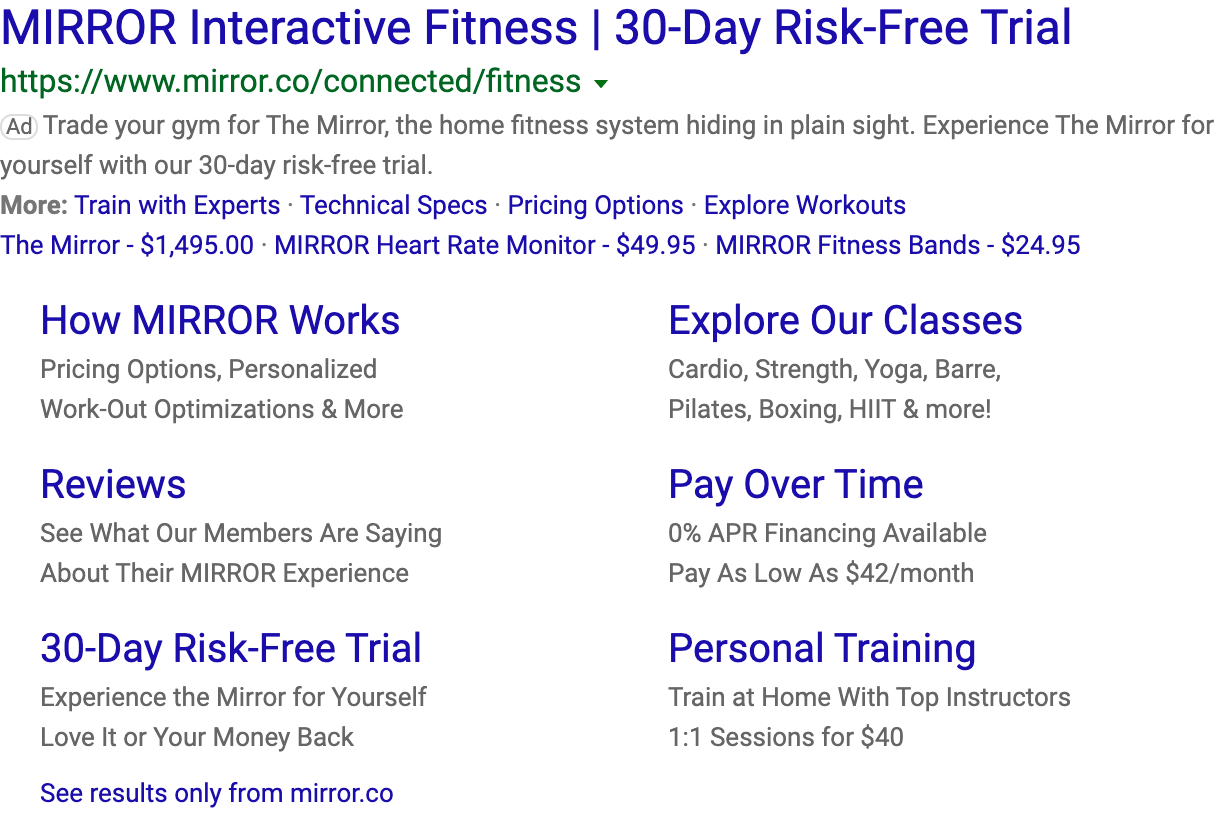 MIRROR Interactive Fitness | 30-Day Risk-Free Trial
https://www.mirror.co/connected/fitness
Ad Trade your gym for The Mirror, the home fitness system hiding in plain sight. Experience The Mirror for
yourself with our 30-day risk-free trial.
More: Train with Experts · Technical Specs · Pricing Options · Explore Workouts
The Mirror - $1,495.00 · MIRROR Heart Rate Monitor - $49.95 · MIRROR Fitness Bands - $24.95
How MIRROR Works
Pricing Options, Personalized
Work-Out Optimizations & More
Explore Our Classes
Cardio, Strength, Yoga, Barre,
Pilates, Boxing, HIIT & more!
Reviews
See What Our Members Are Saying
About Their MIRROR Experience
Pay Over Time
0% APR Financing Available
Pay As Low As $42/month
30-Day Risk-Free Trial
Experience the Mirror for Yourself
Love It or Your Money Back
Personal Training
Train at Home With Top Instructors
1:1 Sessions for $40
See results only from mirror.co